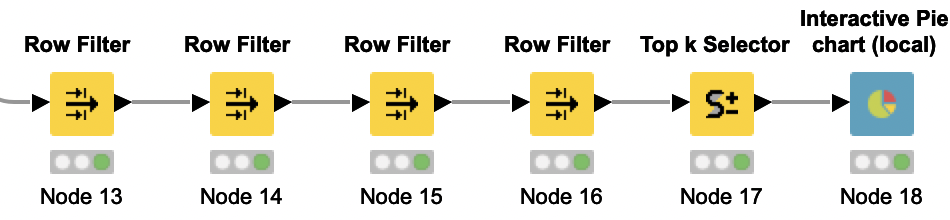 Row Filter
Row Filter
Row Filter
Row Filter
Top k Selector
Interactive Pie
chart (local)
Node 13
Node 14
Node 15
Node 16
Node 17
Node 18